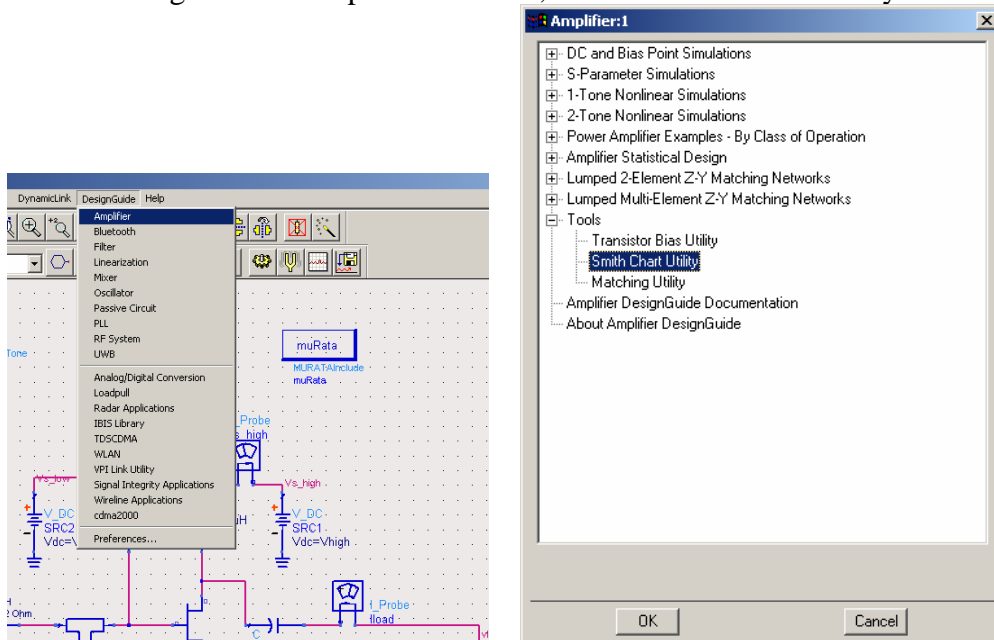 Amplifier:1
DC and Bias Point Simulations
S-Parameter Simulations
1-Tone Nonlinear Simulations
2-Tone Nonlinear Simulations
Power Amplifier Examples - By Class of Operation
Amplifier Statistical Design
Lumped 2-Element Z-Y Matching Networks
Lumped Multi-Element Z-Y Matching Networks
Tools
Transistor Bias Utility
Smith Chart Utility
Matching Utility
Amplifier DesignGuide Documentation
About Amplifier DesignGuide
OK Cancel
DynamicLink DesignGuide Help
Amplifier
Bluetooth
Filter
Linearization
Mixer
Oscillator
Passive Circuit
PLL
RF System
UWB
Analog/Digital Conversion
Loadpull
Radar Applications
IBIS Library
TDSCDMA
WLAN
VPI Link Utility
Signal Integrity Applications
Wireline Applications
cdma2000
Preferences...
Tone
muRata
MURATAInclude
muRata
_Probe
s_high
Vs_low
Vs_high
V_DC
SRC2
Vdc=V
V_DC
SRC1
Vdc=Vhigh
I_Probe
Iload
2 Ohm
C